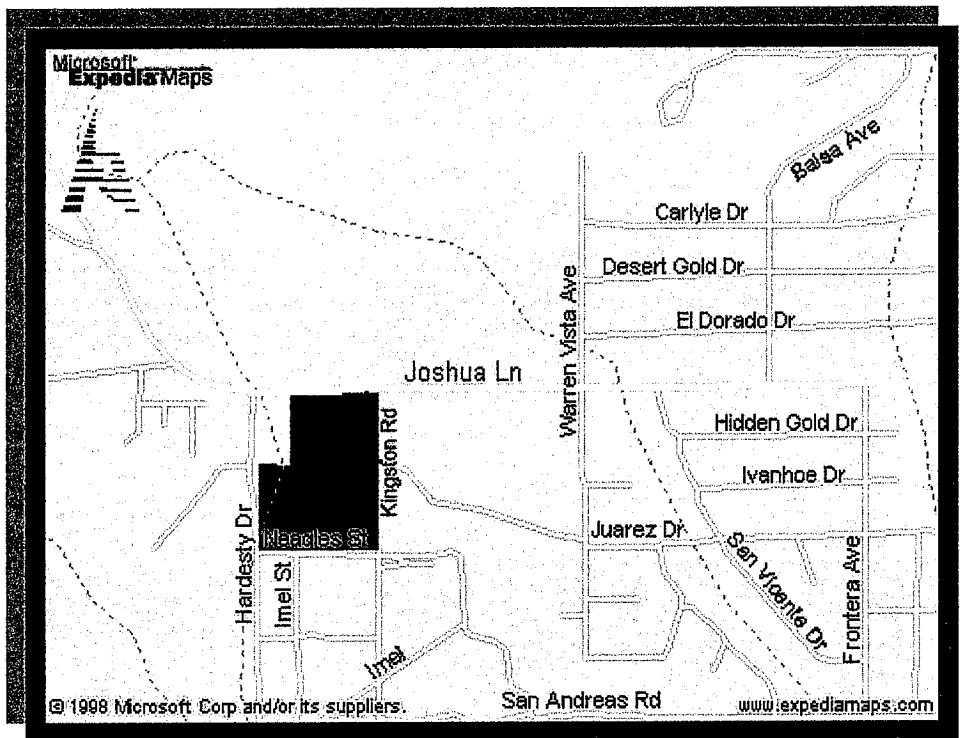 Microsoft
Expedia Maps
Balsa Ave
Carlyle Dr
Desert Gold Dr
Warren Vista Ave
El Dorado Dr
Joshua Ln
Kingston Rd
Hidden Gold Dr
Ivanhoe Dr
Juarez Dr
Hardesty Dr
Neagles St
Imel St
San Vicente Dr
Frontera Ave
Imel
San Andreas Rd
© 1998 Microsoft Corp and/or its suppliers.
www.expediamaps.com